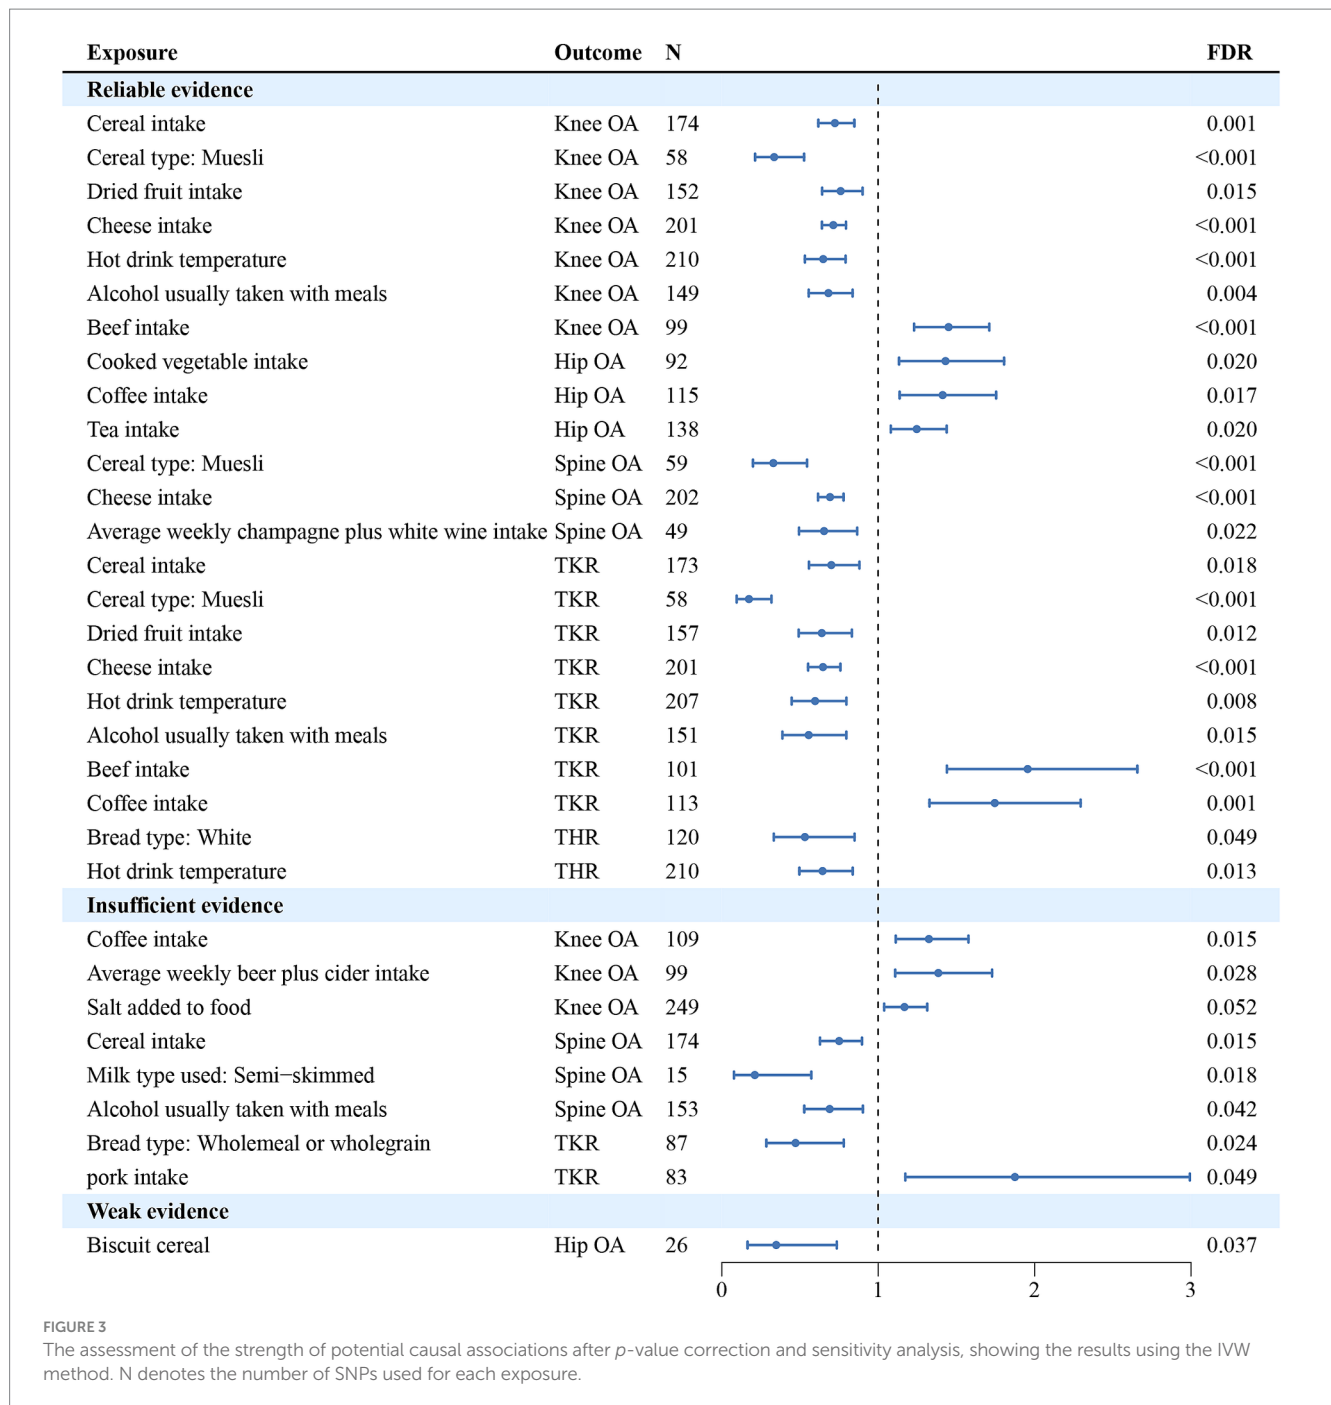 Exposure Outcome N FDR
Reliable evidence
Cereal intake Knee OA 174 0.001
Cereal type: Muesli Knee OA 58 <0.001
Dried fruit intake Knee OA 152 0.015
Cheese intake Knee OA 201 <0.001
Hot drink temperature Knee OA 210 <0.001
Alcohol usually taken with meals Knee OA 149 0.004
Beef intake Knee OA 99 <0.001
Cooked vegetable intake Hip OA 92 0.020
Coffee intake Hip OA 115 0.017
Tea intake Hip OA 138 0.020
Cereal type: Muesli Spine OA 59 <0.001
Cheese intake Spine OA 202 <0.001
Average weekly champagne plus white wine intake Spine OA 49 0.022
Cereal intake TKR 173 0.018
Cereal type: Muesli TKR 58 <0.001
Dried fruit intake TKR 157 0.012
Cheese intake TKR 201 <0.001
Hot drink temperature TKR 207 0.008
Alcohol usually taken with meals TKR 151 0.015
Beef intake TKR 101 <0.001
Coffee intake TKR 113 0.001
Bread type: White THR 120 0.049
Hot drink temperature THR 210 0.013
Insufficient evidence
Coffee intake Knee OA 109 0.015
Average weekly beer plus cider intake Knee OA 99 0.028
Salt added to food Knee OA 249 0.052
Cereal intake Spine OA 174 0.015
Milk type used: Semi−skimmed Spine OA 15 0.018
Alcohol usually taken with meals Spine OA 153 0.042
Bread type: Wholemeal or wholegrain TKR 87 0.024
pork intake TKR 83 0.049
Weak evidence
Biscuit cereal Hip OA 26 0.037
0 1 2 3
FIGURE 3
The assessment of the strength of potential causal associations after p-value correction and sensitivity analysis, showing the results using the IVW
method. N denotes the number of SNPs used for each exposure.